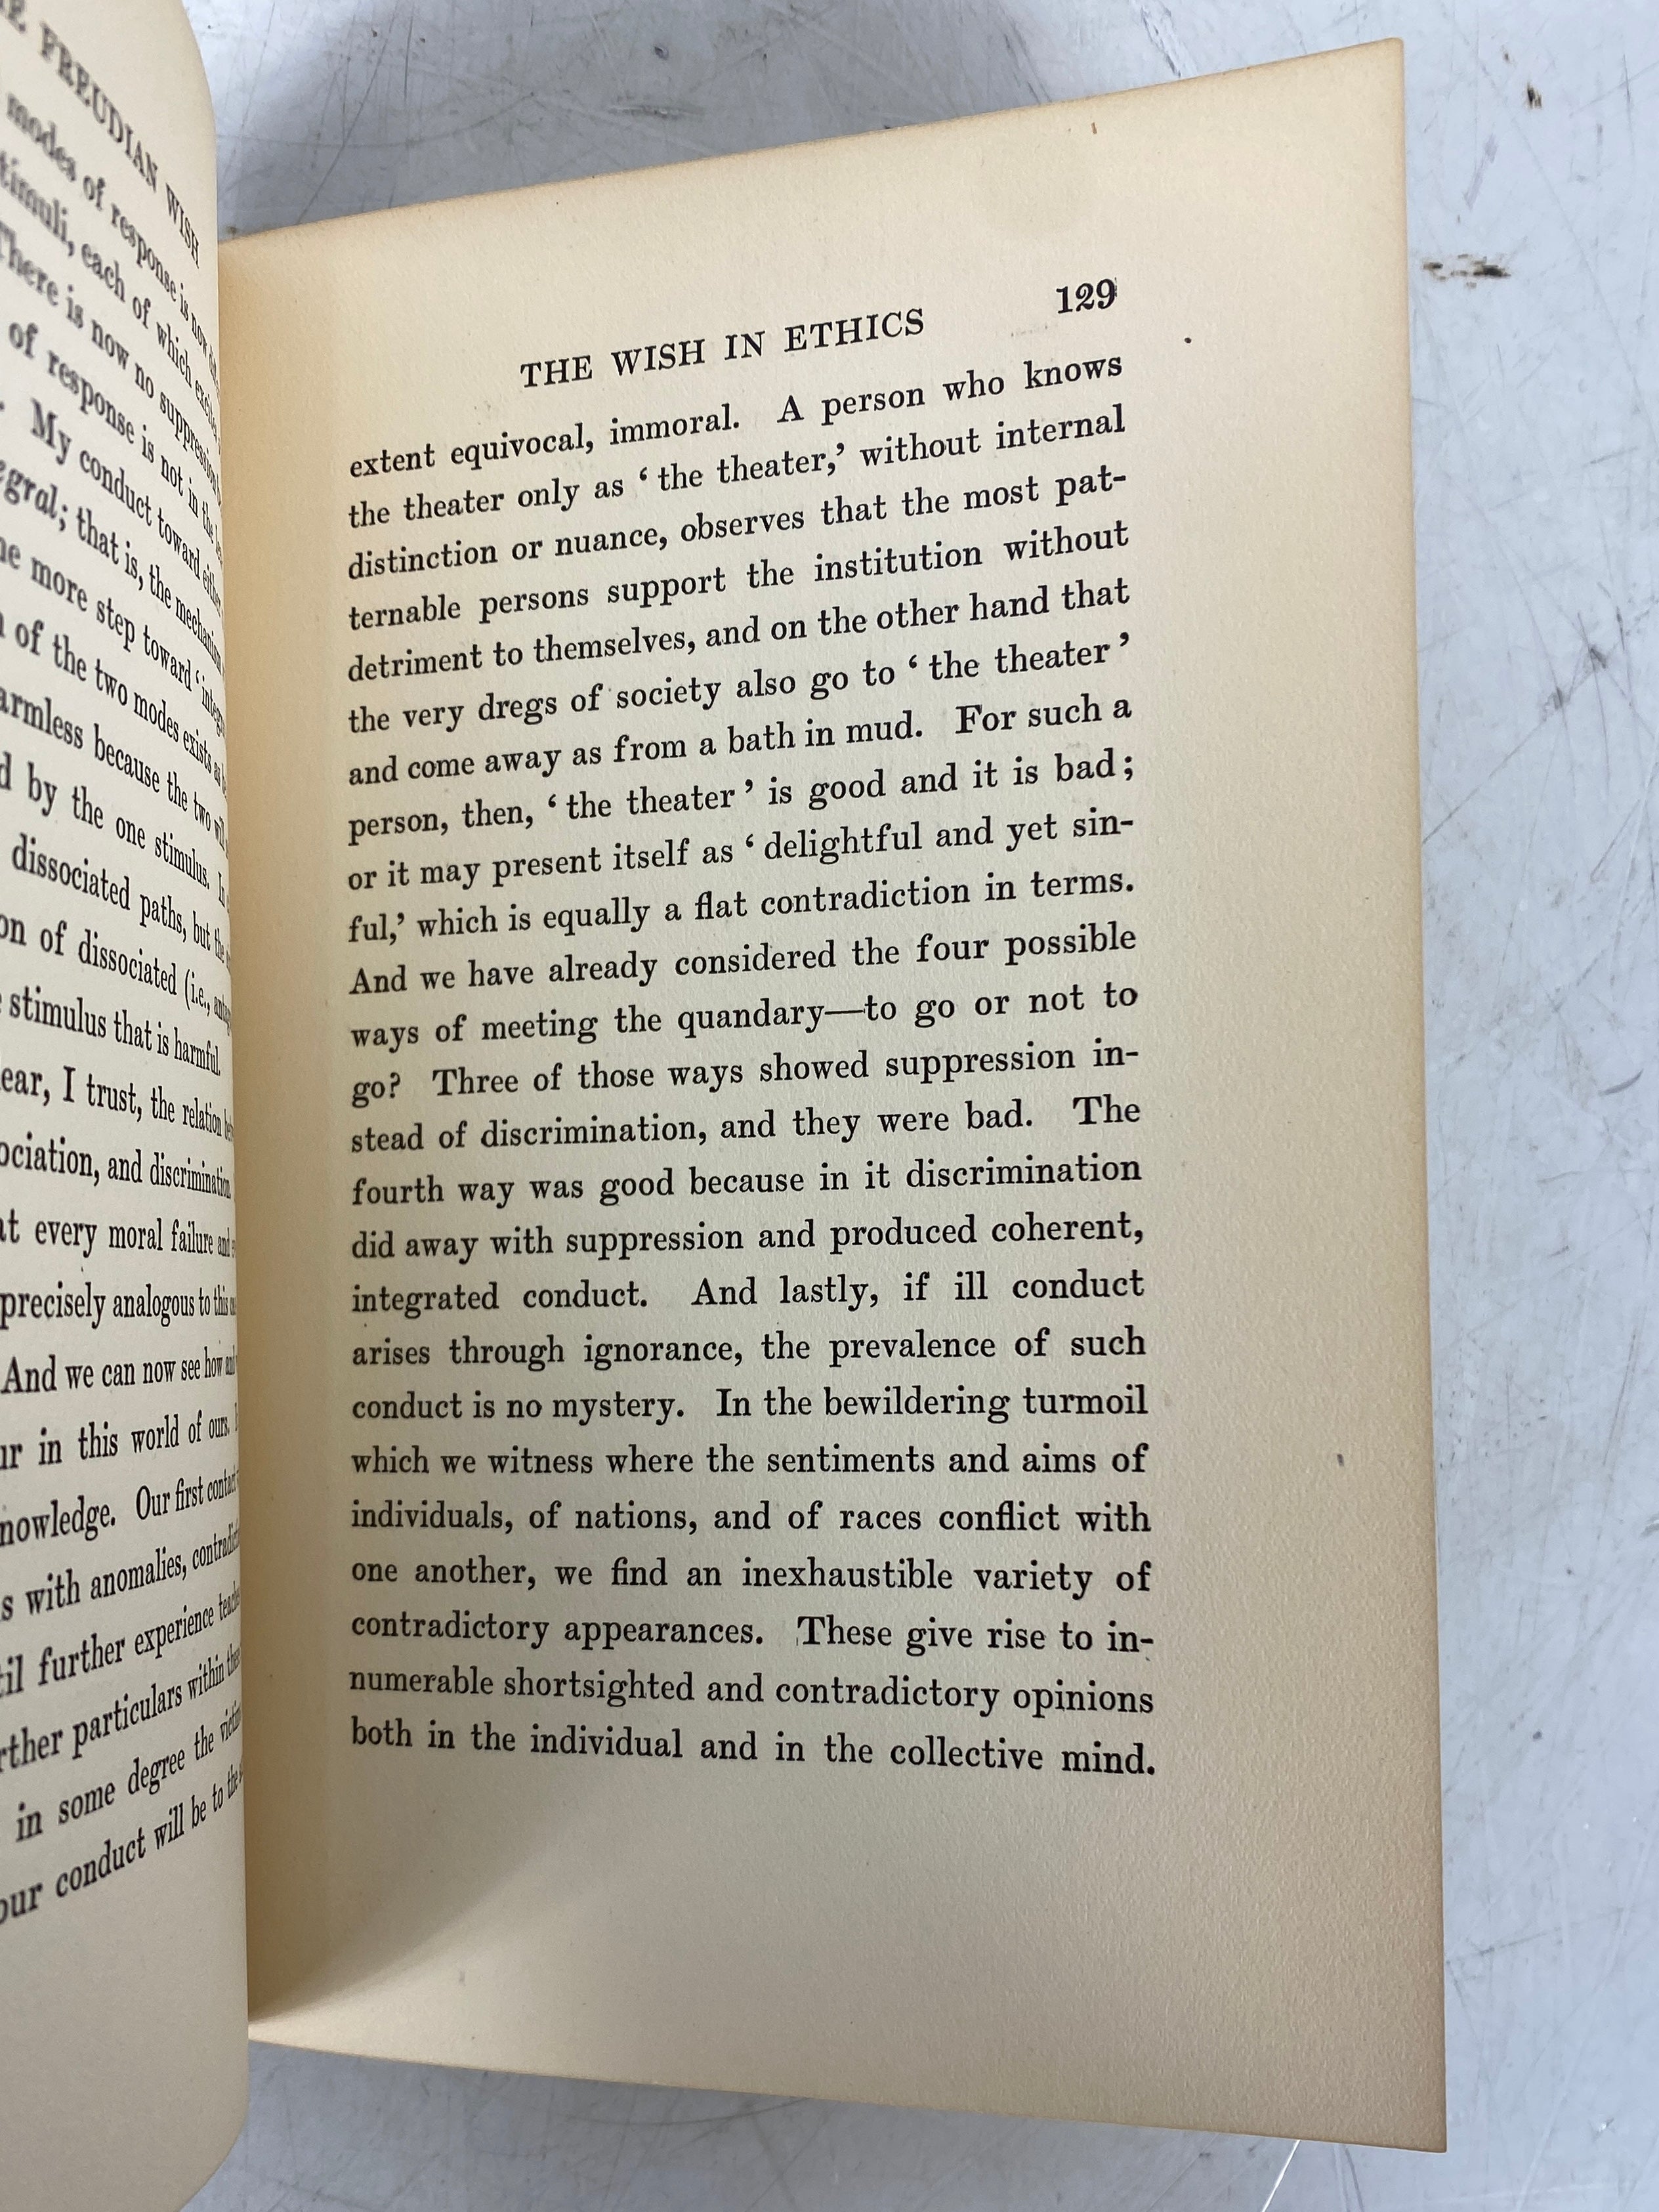 FREUDIAN WISH
modes of response is now
stimuli, each of which
There is now no suppression
of response is not in the
My conduct toward
that is, the mechanism
more step toward
of the two modes exists as
because the two
by the one stimulus. In
dissociated paths, but the
of dissociated (i.e.,
stimulus that is harmful.
I trust, the relation
and discrimination
every moral failure and
precisely analogous to this
And we can now see how and
in this world of ours.
Our first contact
with anomalies,
further experience
particulars within
in some degree the
conduct will be to the
THE WISH IN ETHICS 129
extent equivocal, immoral. A person who knows
the theater only as ‘ the theater,’ without internal
distinction or nuance, observes that the most pat-
ternable persons support the institution without
detriment to themselves, and on the other hand that
the very dregs of society also go to ‘ the theater ’
and come away as from a bath in mud. For such a
person, then, ‘ the theater ’ is good and it is bad;
or it may present itself as ‘ delightful and yet sin-
ful,’ which is equally a flat contradiction in terms.
And we have already considered the four possible
ways of meeting the quandary—to go or not to
go? Three of those ways showed suppression in-
stead of discrimination, and they were bad. The
fourth way was good because in it discrimination
did away with suppression and produced coherent,
integrated conduct. And lastly, if ill conduct
arises through ignorance, the prevalence of such
conduct is no mystery. In the bewildering turmoil
which we witness where the sentiments and aims of
individuals, of nations, and of races conflict with
one another, we find an inexhaustible variety of
contradictory appearances. These give rise to in-
numerable shortsighted and contradictory opinions
both in the individual and in the collective mind.